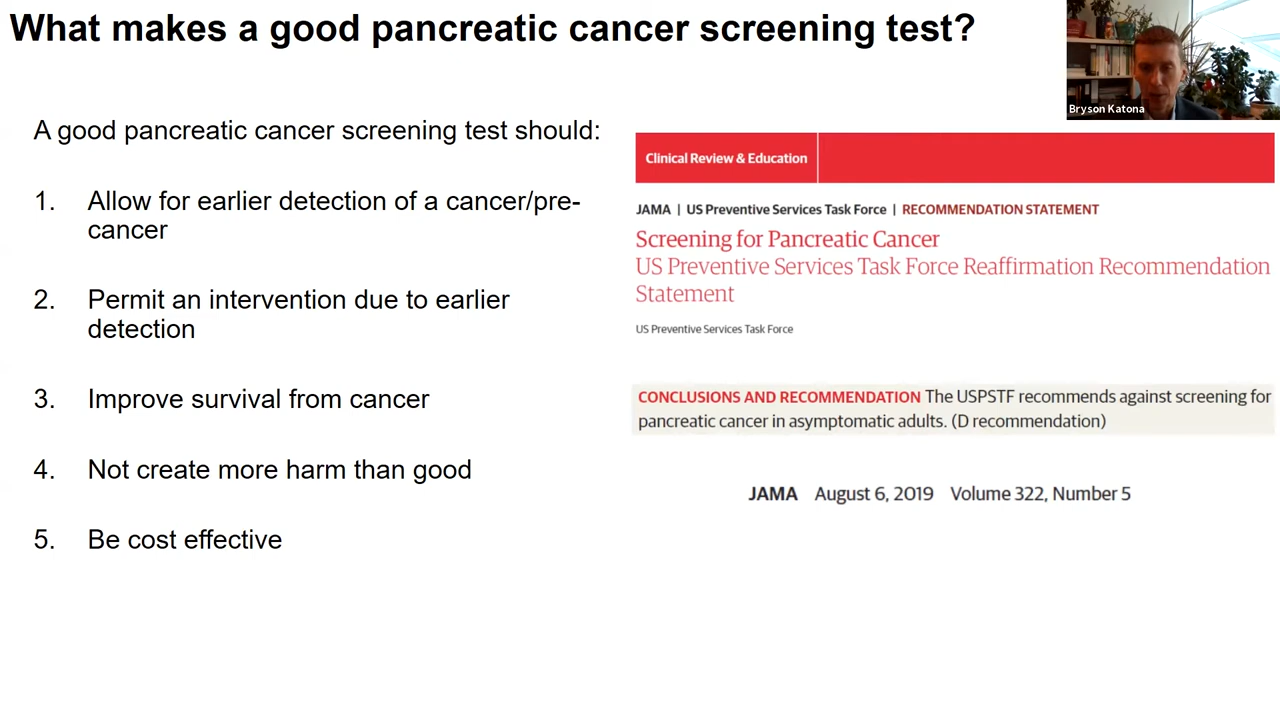 What makes a good pancreatic cancer screening test?
Bryson Katona
A good pancreatic cancer screening test should:
1. Allow for earlier detection of a cancer/pre-
cancer
2. Permit an intervention due to earlier
detection
3. Improve survival from cancer
4. Not create more harm than good
5. Be cost effective
Clinical Review & Education
JAMA | US Preventive Services Task Force | RECOMMENDATION STATEMENT
Screening for Pancreatic Cancer
US Preventive Services Task Force Reaffirmation Recommendation
Statement
US Preventive Services Task Force
CONCLUSIONS AND RECOMMENDATION The USPSTF recommends against screening for
pancreatic cancer in asymptomatic adults. (D recommendation)
JAMA August 6, 2019 Volume 322, Number 5